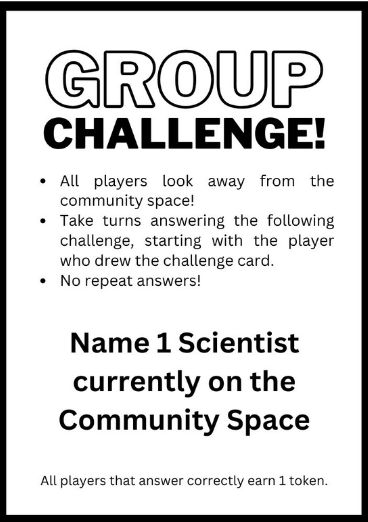 GROUP
CHALLENGE!
• All players look away from the
community space!
• Take turns answering the following
challenge, starting with the player
who drew the challenge card.
• No repeat answers!
Name 1 Scientist
currently on the
Community Space
All players that answer correctly earn 1 token.